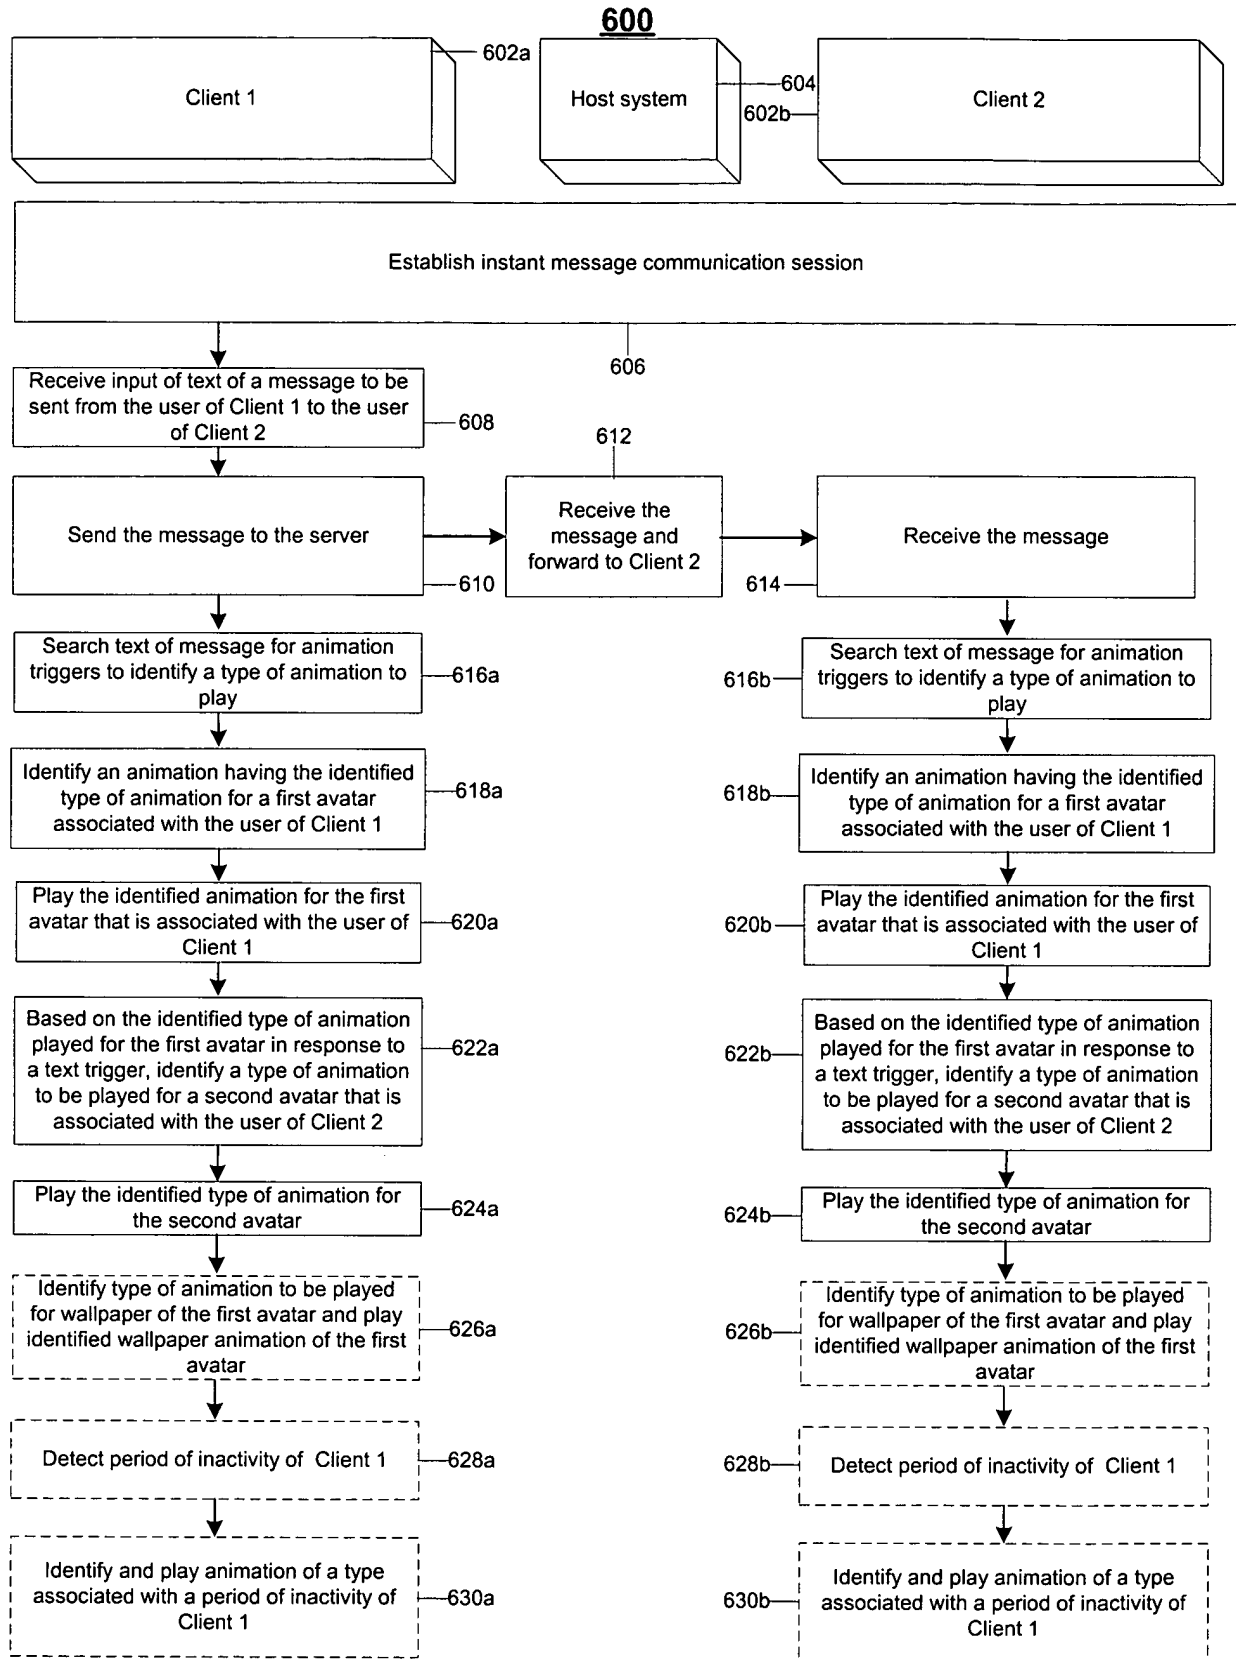 600
Client 1
602a
Host system
604
602b
Client 2
Establish instant message communication session
606
Receive input of text of a message to be
sent from the user of Client 1 to the user
of Client 2
608
612
Send the message to the server
610
Receive the
message and
forward to Client 2
614
Receive the message
Search text of message for animation
triggers to identify a type of animation to
play
616a
616b
Search text of message for animation
triggers to identify a type of animation to
play
Identify an animation having the identified
type of animation for a first avatar
associated with the user of Client 1
618a
618b
Identify an animation having the identified
type of animation for a first avatar
associated with the user of Client 1
Play the identified animation for the first
avatar that is associated with the user of
Client 1
620a
620b
Play the identified animation for the first
avatar that is associated with the user of
Client 1
Based on the identified type of animation
played for the first avatar in response to
a text trigger, identify a type of animation
to be played for a second avatar that is
associated with the user of Client 2
622a
622b
Based on the identified type of animation
played for the first avatar in response to
a text trigger, identify a type of animation
to be played for a second avatar that is
associated with the user of Client 2
Play the identified type of animation for
the second avatar
624a
624b
Play the identified type of animation for
the second avatar
Identify type of animation to be played
for wallpaper of the first avatar and play
identified wallpaper animation of the first
avatar
626a
626b
Identify type of animation to be played
for wallpaper of the first avatar and play
identified wallpaper animation of the first
avatar
Detect period of inactivity of Client 1
628a
628b
Detect period of inactivity of Client 1
Identify and play animation of a type
associated with a period of inactivity of
Client 1
630a
630b
Identify and play animation of a type
associated with a period of inactivity of
Client 1